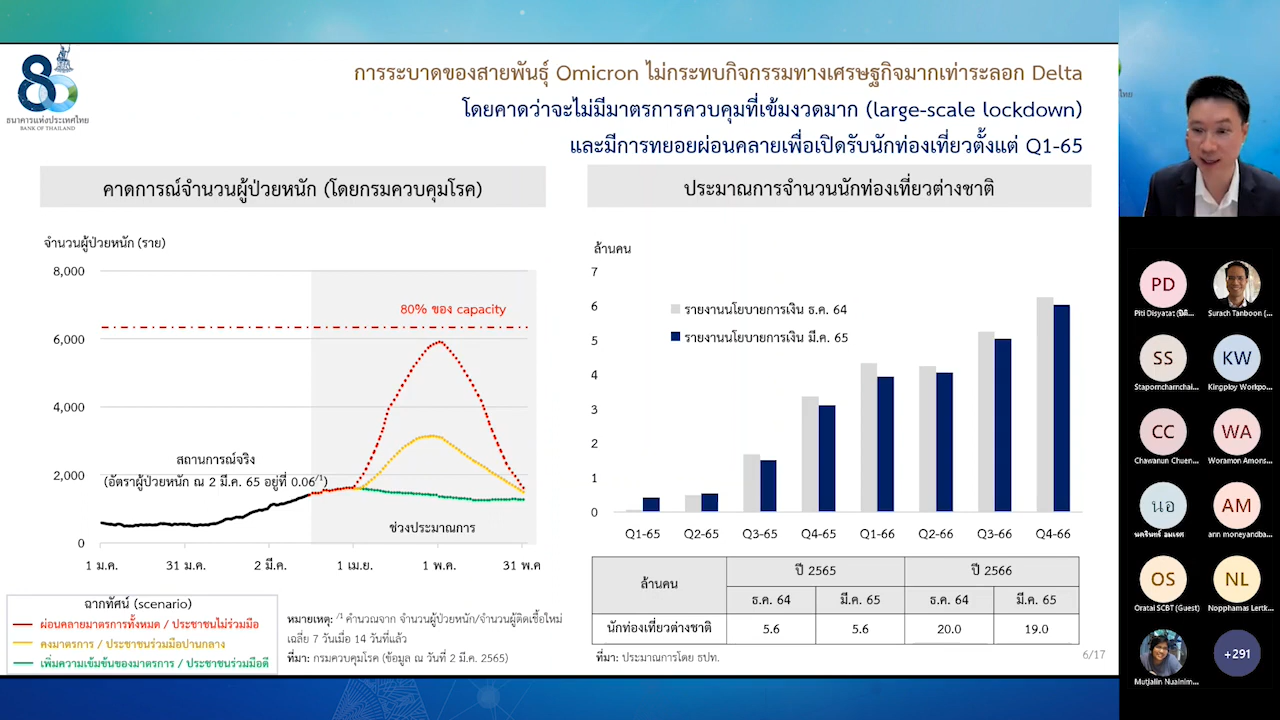 ธนาคารแห่งประเทศไทย
BANK OF THAILAND
การระบาดของสายพันธุ์ Omicron ไม่กระทบกิจกรรมทางเศรษฐกิจมากเท่าระลอก Delta
โดยคาดว่าจะไม่มีมาตรการควบคุมที่เข้มงวดมาก (large-scale lockdown)
และมีการทยอยผ่อนคลายเพื่อเปิดรับนักท่องเที่ยวตั้งแต่ Q1-65
คาดการณ์จำนวนผู้ป่วยหนัก (โดยกรมควบคุมโรค)
จำนวนผู้ป่วยหนัก (ราย)
8,000
80% ของ capacity
6,000
4,000
สถานการณ์จริง
(อัตราผู้ป่วยหนัก ณ 2 มี.ค. 65 อยู่ที่ 0.06/1)
2,000
ช่วงประมาณการ
0
1 ม.ค. 31 ม.ค. 2 มี.ค. 1 เม.ย. 1 พ.ค. 31 พ.ค
ฉากทัศน์ (scenario)
ผ่อนคลายมาตรการทั้งหมด / ประชาชนไม่ร่วมมือ
คงมาตรการ / ประชาชนร่วมมือปานกลาง
เพิ่มความเข้มข้นของมาตรการ / ประชาชนร่วมมือดี
หมายเหตุ: /1 คำนวณจาก จำนวนผู้ป่วยหนัก/จำนวนผู้ติดเชื้อใหม่
เฉลี่ย 7 วันเมื่อ 14 วันที่แล้ว
ที่มา: กรมควบคุมโรค (ข้อมูล ณ วันที่ 2 มี.ค. 2565)
ประมาณการจำนวนนักท่องเที่ยวต่างชาติ
ล้านคน
7
6
5
4
3
2
1
0
รายงานนโยบายการเงิน ธ.ค. 64
รายงานนโยบายการเงิน มี.ค. 65
Q1-65 Q2-65 Q3-65 Q4-65 Q1-66 Q2-66 Q3-66 Q4-66
ล้านคน ปี 2565 ปี 2566
ธ.ค. 64 มี.ค. 65 ธ.ค. 64 มี.ค. 65
นักท่องเที่ยวต่างชาติ 5.6 5.6 20.0 19.0
ที่มา: ประมาณการโดย ธปท.
6/17
PD
Piti Disyatat (ปิติ...
Surach Tanboon (...
SS
KW
Stapornchamchai...
Kingploy Workpo...
CC
WA
Chawanun Chuen...
Woramon Amons...
นอ
AM
นครินทร์ อมเรศ
ann moneyandba...
OS
NL
Oratai SCBT (Guest)
Nopphamas Lertk...
+291
Mutjalin Nuainim...